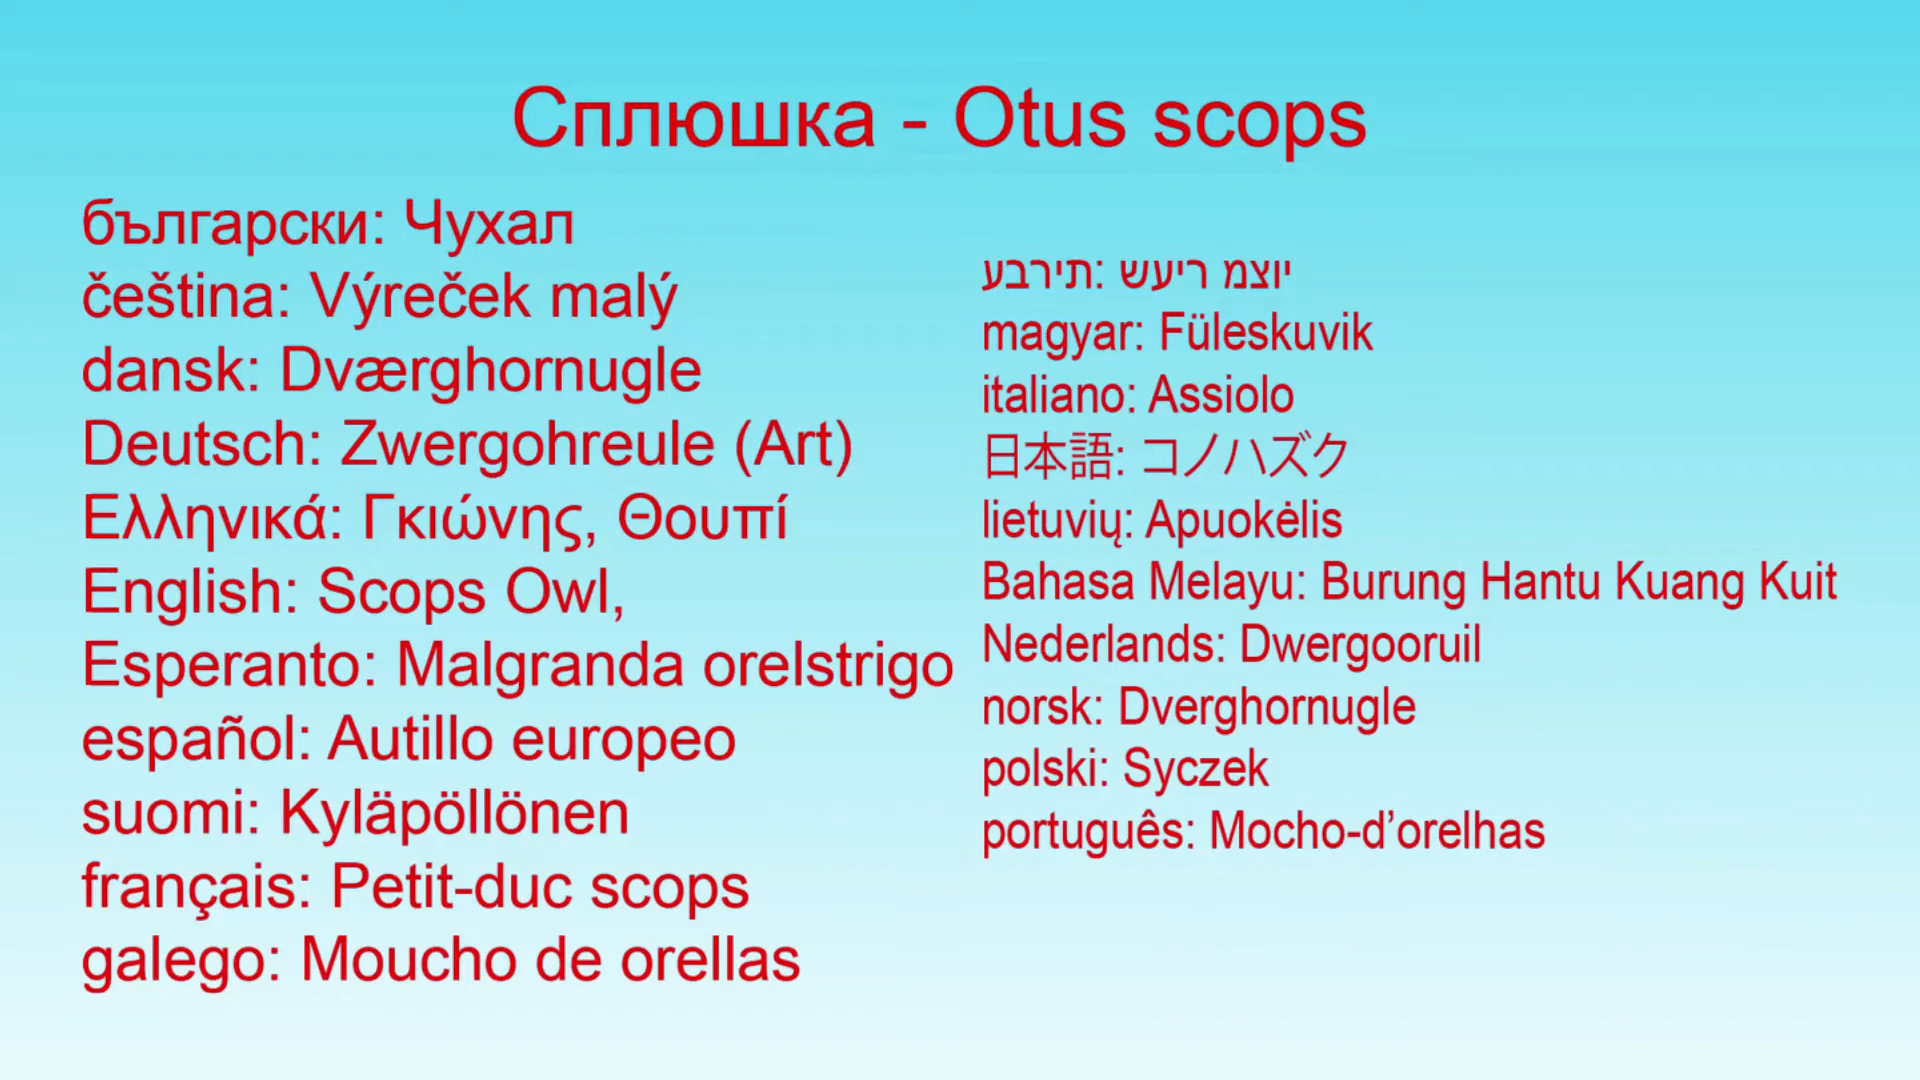 Сплюшка - Otus scops
български: Чухал
čeština: Výreček malý
dansk: Dværghornugle
Deutsch: Zwergohreule (Art)
Ελληνικά: Γκιώνης, Θουπί
English: Scops Owl,
Esperanto: Malgranda orelstrigo
español: Autillo europeo
suomi: Kyläpöllönen
français: Petit-duc scops
galego: Moucho de orellas
עברית: שעיר מצוי
magyar: Füleskuvik
italiano: Assiolo
日本語: コノハズク
lietuvių: Apuokėlis
Bahasa Melayu: Burung Hantu Kuang Kuit
Nederlands: Dwergooruil
norsk: Dverghornugle
polski: Syczek
português: Mocho-d’orelhas